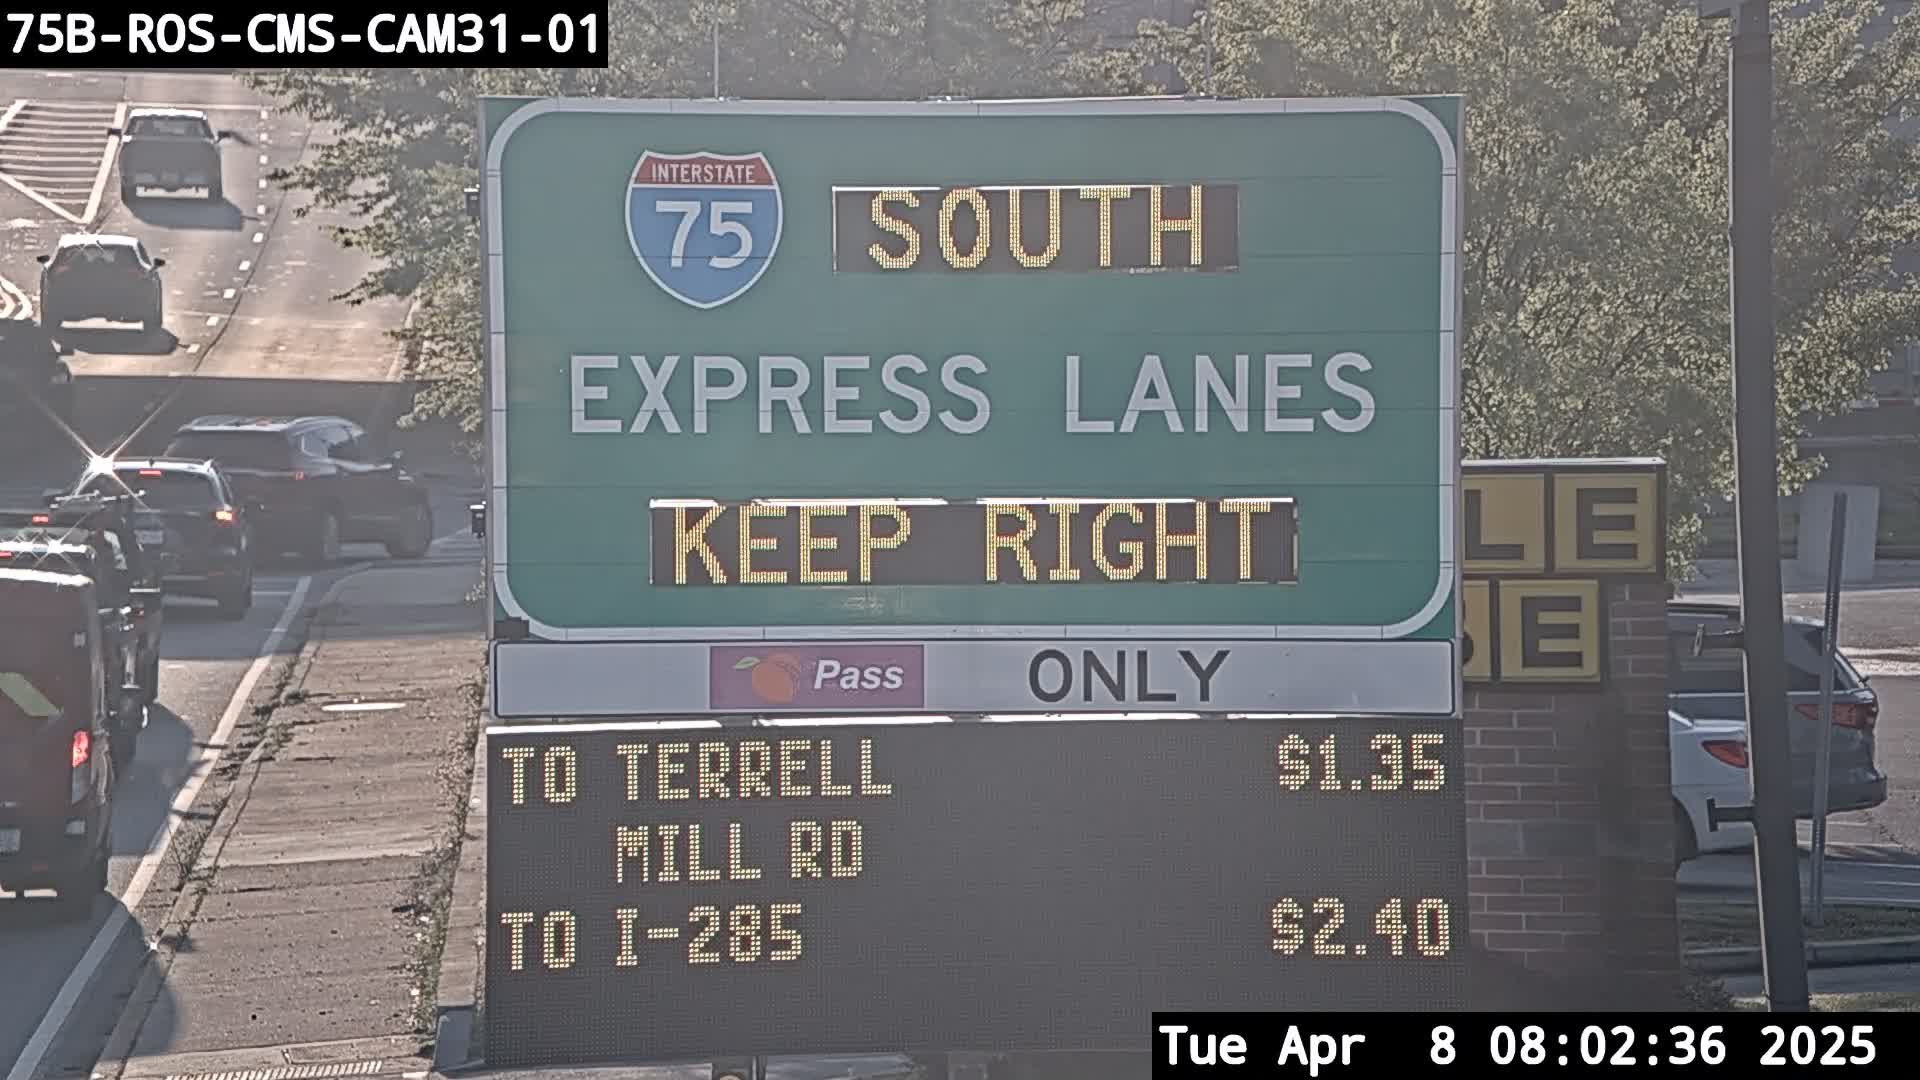 75B-ROS-CMS-CAM31-01
INTERSTATE
75
SOUTH
EXPRESS LANES
KEEP RIGHT
Pass ONLY
TO TERRELL $1.35
MILL RD
TO I-285 $2.40
LE
E
Tue Apr 8 08:02:36 2025